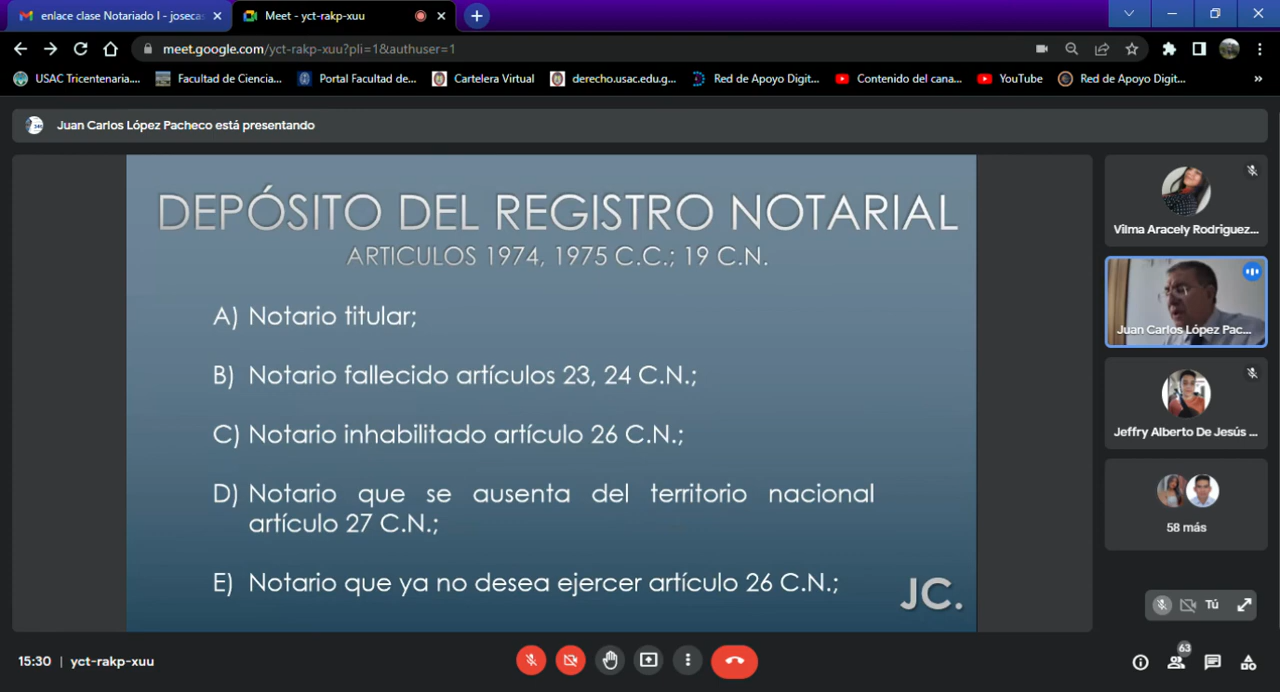 enlace clase Notariado I - joseca
Meet - yct-rakp-xuu
meet.google.com/yct-rakp-xuu?pli=1&authuser=1
USAC Tricentenaria....
Facultad de Ciencia...
Portal Facultad de...
Cartelera Virtual
derecho.usac.edu.g...
Red de Apoyo Digit...
Contenido del cana...
YouTube
Red de Apoyo Digit...
»
Juan Carlos López Pacheco está presentando
DEPÓSITO DEL REGISTRO NOTARIAL
ARTICULOS 1974, 1975 C.C.; 19 C.N.
A) Notario titular;
B) Notario fallecido artículos 23, 24 C.N.;
C) Notario inhabilitado artículo 26 C.N.;
D) Notario que se ausenta del territorio nacional
artículo 27 C.N.;
E) Notario que ya no desea ejercer artículo 26 C.N.;
JC.
Vilma Aracely Rodriguez...
Juan Carlos López Pac...
Jeffry Alberto De Jesús ...
58 más
Tú
15:30 | yct-rakp-xuu
63